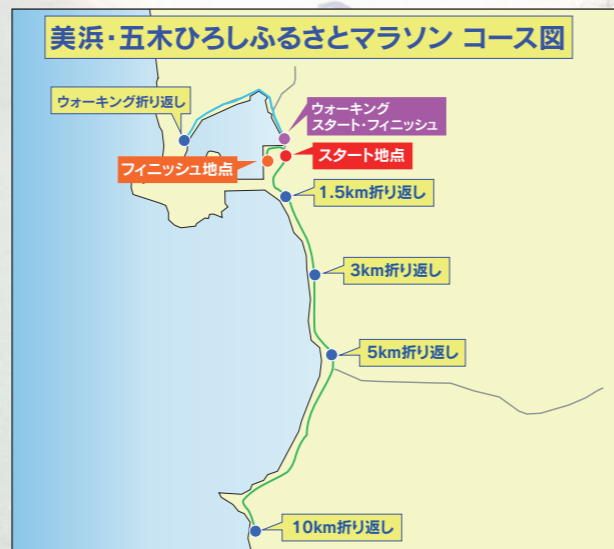 美浜・五木ひろしふるさとマラソン コース図
ウォーキング折り返し
ウォーキング
スタート・フィニッシュ
フィニッシュ地点
スタート地点
1.5km折り返し
3km折り返し
5km折り返し
10km折り返し